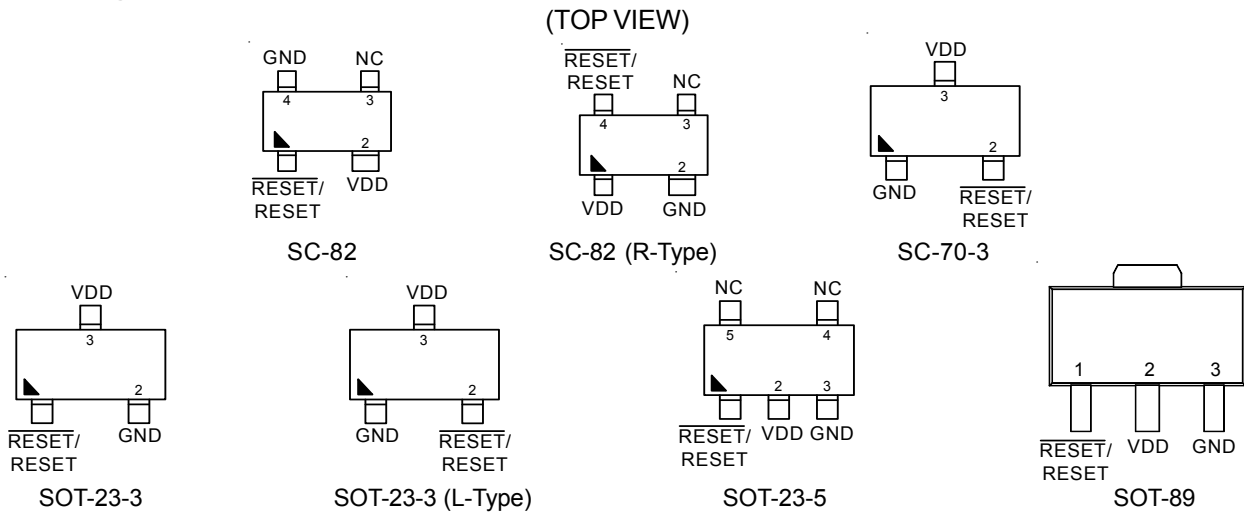 (TOP VIEW)
GND NC
4 3
2
RESET/
RESET
VDD
SC-82
RESET/
RESET
NC
4 3
2
VDD GND
SC-82 (R-Type)
VDD
3
2
GND
RESET/
RESET
SC-70-3
VDD
3
2
RESET/
RESET
GND
SOT-23-3
VDD
3
2
GND
RESET/
RESET
SOT-23-3 (L-Type)
NC NC
5 4
2 3
RESET/
RESET
VDD GND
SOT-23-5
1 2 3
RESET/
RESET
VDD GND
SOT-89